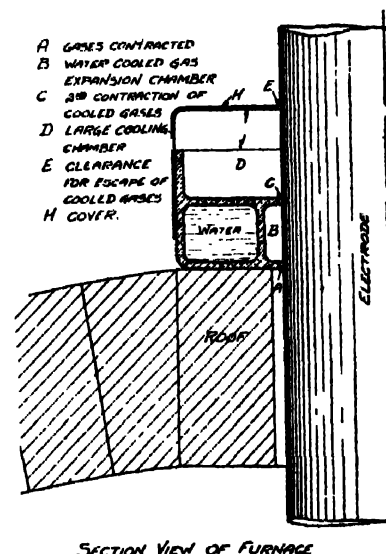 A GASES CONTRACTED
B WATER COOLED GAS
EXPANSION CHAMBER
C 2ND CONTRACTION OF
COOLED GASES
D LARGE COOLING
CHAMBER
E CLEARANCE
FOR ESCAPE OF
COOLED GASES
H COVER.
H
E
D
C
WATER
B
A
ROOF
ELECTRODE
SECTION VIEW OF FURNACE